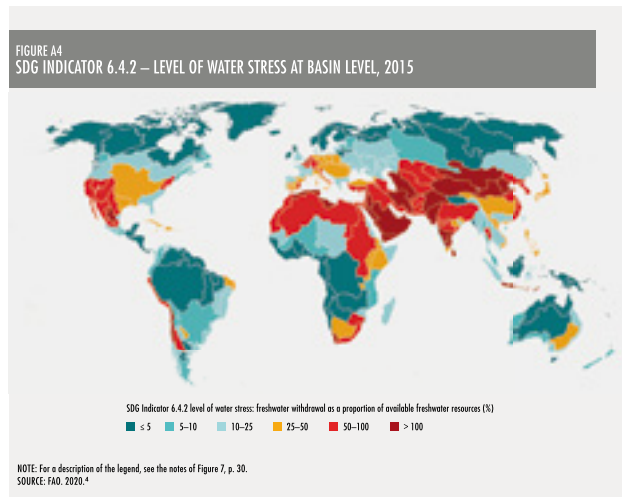 FIGURE A4
SDG INDICATOR 6.4.2 – LEVEL OF WATER STRESS AT BASIN LEVEL, 2015
SDG Indicator 6.4.2 level of water stress: freshwater withdrawal as a proportion of available freshwater resources (%)
≤ 5 5–10 10–25 25–50 50–100 > 100
NOTE: For a description of the legend, see the notes of Figure 7, p. 30.
SOURCE: FAO. 2020.⁴